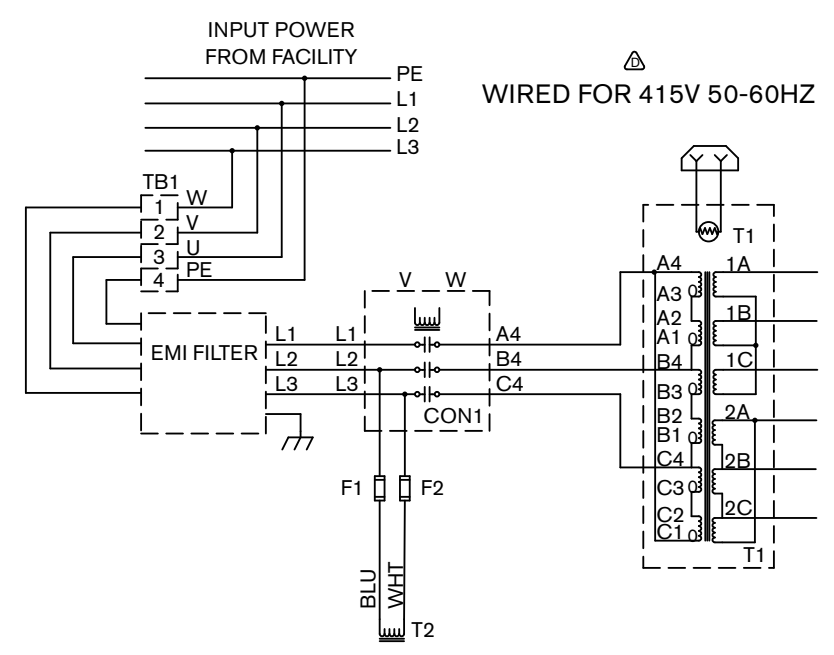 INPUT POWER
FROM FACILITY
PE
L1
L2
L3
D
WIRED FOR 415V 50-60HZ
TB1
1 W
2 V
3 U
4 PE
EMI FILTER
L1 L1
L2 L2
L3 L3
V W
A4
B4
C4
CON1
F1 F2
BLU
WHT
T2
T1
A4 1A
A3
A2 1B
A1
B4 1C
B3
B2 2A
B1
C4 2B
C3
C2 2C
C1
T1